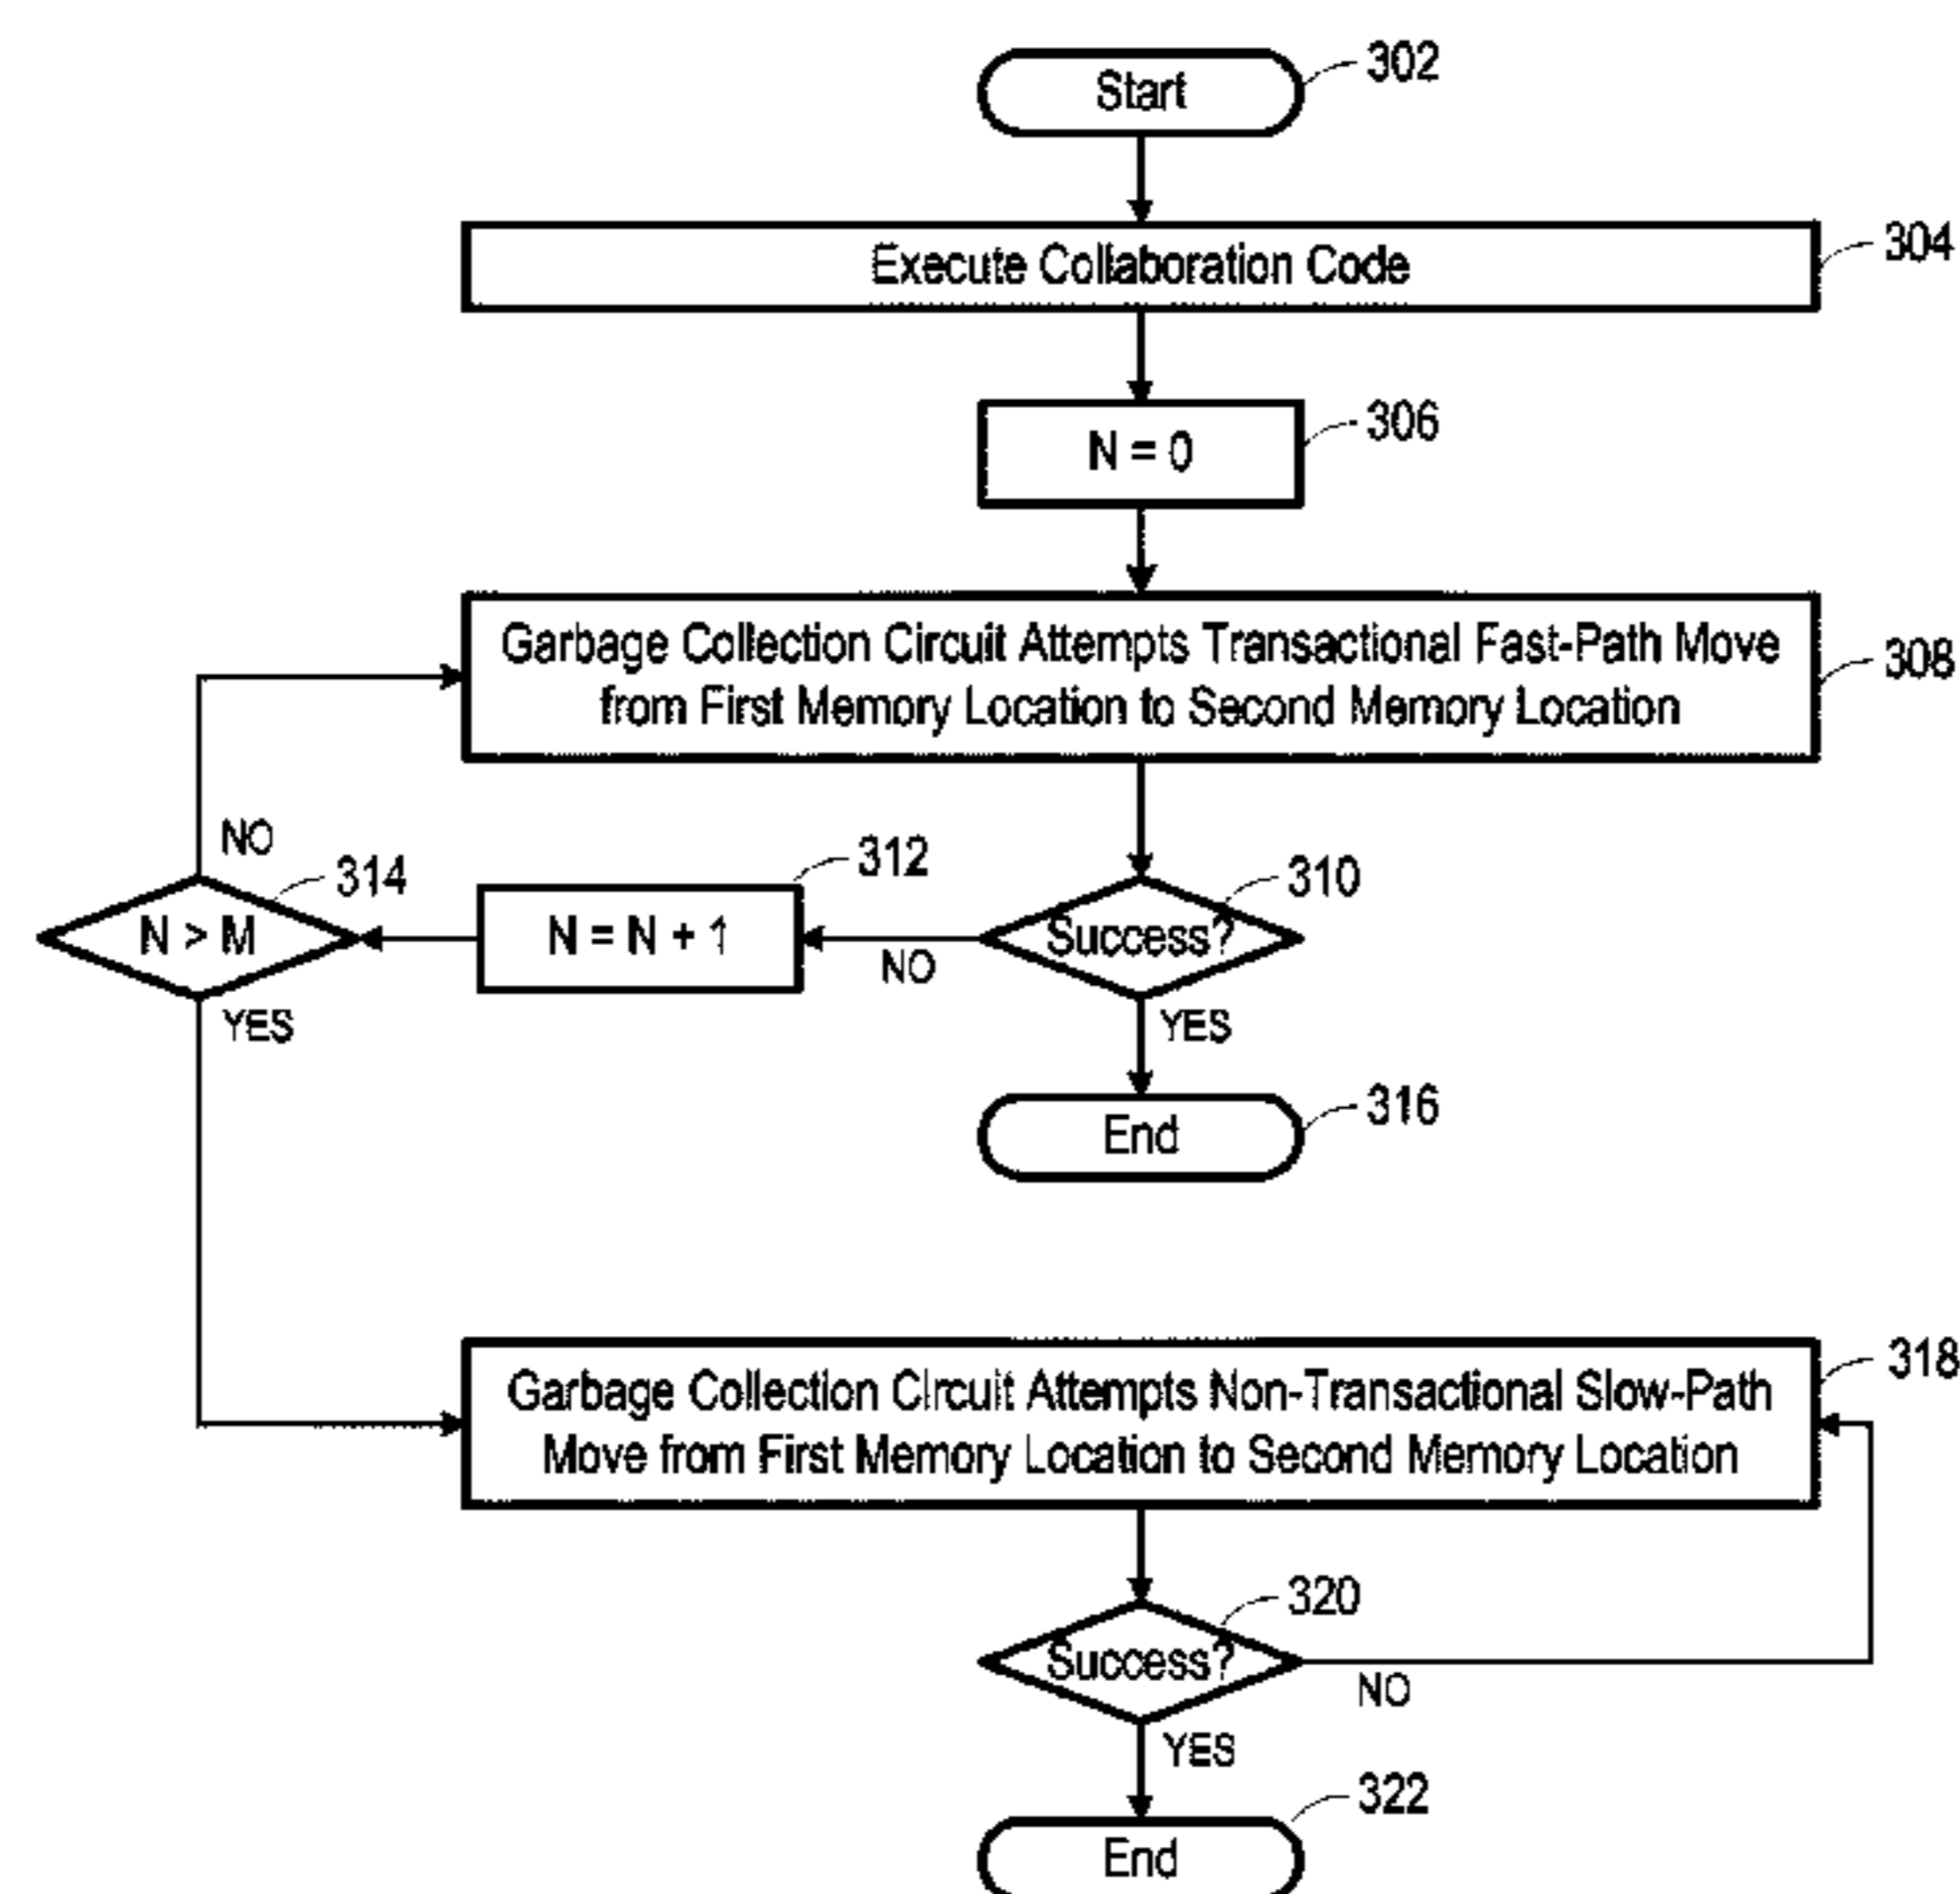 Start
302
Execute Collaboration Code
304
N = 0
306
Garbage Collection Circuit Attempts Transactional Fast-Path Move
from First Memory Location to Second Memory Location
308
NO
314
N > M
YES
312
N = N + 1
NO
310
Success?
YES
End
316
Garbage Collection Circuit Attempts Non-Transactional Slow-Path
Move from First Memory Location to Second Memory Location
318
320
Success?
NO
YES
322
End